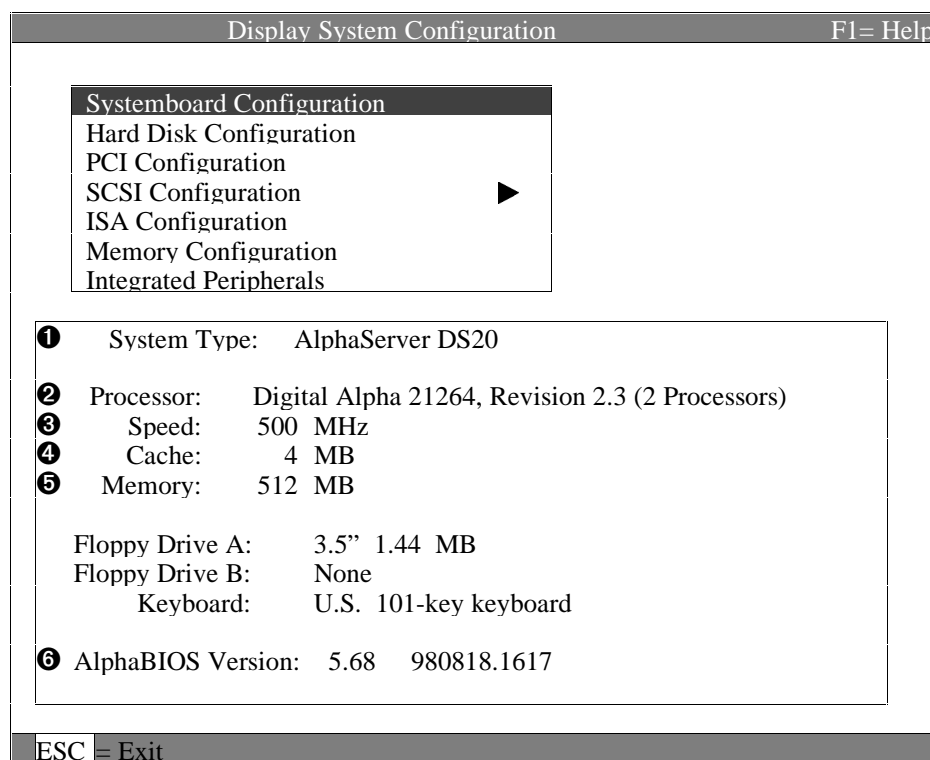 Display System Configuration F1= Help
Systemboard Configuration
Hard Disk Configuration
PCI Configuration
SCSI Configuration ▶
ISA Configuration
Memory Configuration
Integrated Peripherals
❶ System Type: AlphaServer DS20
❷ Processor: Digital Alpha 21264, Revision 2.3 (2 Processors)
❸ Speed: 500 MHz
❹ Cache: 4 MB
❺ Memory: 512 MB
Floppy Drive A: 3.5” 1.44 MB
Floppy Drive B: None
Keyboard: U.S. 101-key keyboard
❻ AlphaBIOS Version: 5.68 980818.1617
ESC = Exit